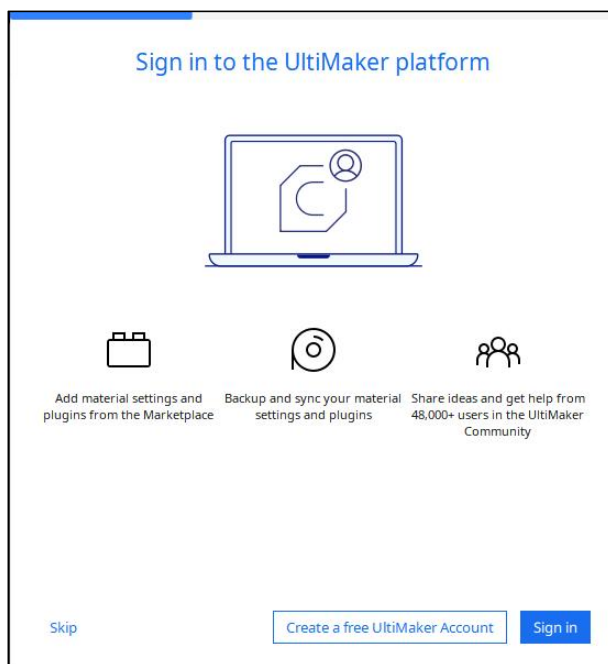 Sign in to the UltiMaker platform
Add material settings and
plugins from the Marketplace
Backup and sync your material
settings and plugins
Share ideas and get help from
48,000+ users in the UltiMaker
Community
Skip
Create a free UltiMaker Account
Sign in